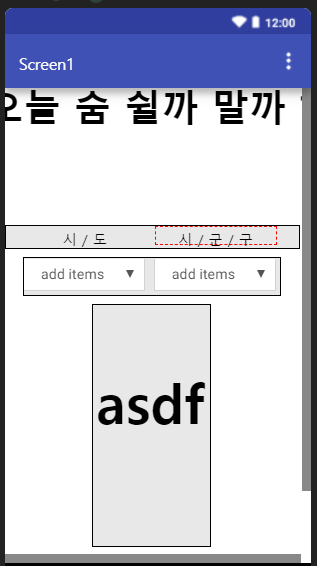 12:00
Screen1
오늘 숨 쉴까 말까
시 / 도 시 / 군 / 구
add items ▼ add items ▼
asdf